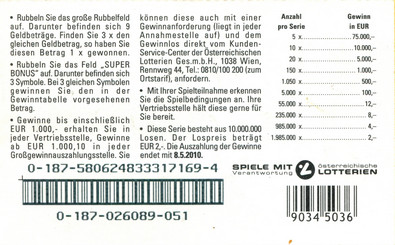 • Rubbeln Sie das große Rubbelfeld
auf. Darunter befinden sich 9
Geldbeträge. Finden Sie 3 x den
gleichen Geldbetrag, so haben Sie
diesen Betrag 1 x gewonnen.
• Rubbeln Sie das Feld „SUPER
BONUS" auf. Darunter befinden sich
3 Symbole. Bei 3 gleichen Symbolen
gewinnen Sie den in der
Gewinntabelle vorgesehenen
Betrag.
• Gewinne bis einschließlich
EUR 1.000,- erhalten Sie in
jeder Vertriebsstelle, Gewinne
ab EUR 1.000,10 in jeder
Großgewinnauszahlungsstelle. Sie
können diese auch mit einer
Gewinnanforderung (liegt in jeder
Annahmestelle auf) und dem
Gewinnlos direkt vom Kunden-
Service-Center der Österreichischen
Lotterien Ges.m.b.H., 1038 Wien,
Rennweg 44, Tel.: 0810/100 200 (zum
Ortstarif), anfordern.
• Mit Ihrer Spielteilnahme erkennen
Sie die Spielbedingungen an. Ihre
Vertriebsstelle hält diese gerne für
Sie bereit.
• Diese Serie besteht aus 10.000.000
Losen. Der Lospreis beträgt
EUR 2,-. Die Auszahlung der Gewinne
endet mit 8.5.2010.
Anzahl Gewinn
pro Serie in EUR
5 x 75.000,-
10 x 10.000,-
20 x 5.000,-
150 x 1.000,-
1.050 x 500,-
5.000 x 100,-
55.000 x 12,-
235.000 x 8,-
985.000 x 4,-
1.985.000 x 2,-
SPIELE MIT
Verantwortung
österreichische
LOTTERIEN
0-187-580624833317169-4
0-187-026089-051
9034 5036